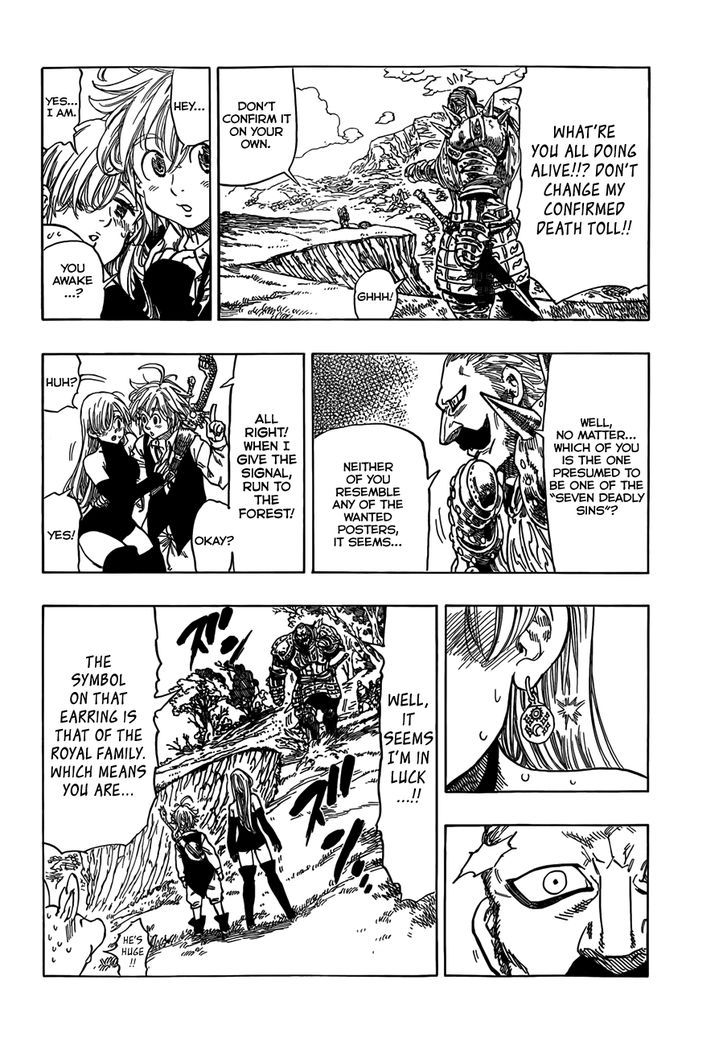 WHAT'RE
YOU ALL DOING
ALIVE!!? DON'T
CHANGE MY
CONFIRMED
DEATH TOLL!!
DON'T
CONFIRM IT
ON YOUR
OWN.
GHHH!
HEY...
YOU
AWAKE
...?
YES...
I AM.
WELL,
NO MATTER...
WHICH OF YOU
IS THE ONE
PRESUMED TO
BE ONE OF THE
"SEVEN DEADLY
SINS"?
NEITHER
OF YOU
RESEMBLE
ANY OF THE
WANTED
POSTERS,
IT SEEMS...
ALL
RIGHT!
WHEN I
GIVE THE
SIGNAL,
RUN TO
THE
FOREST!
HUH?
OKAY?
YES!
WELL,
IT
SEEMS
I'M IN
LUCK
...!!
ズン
ズン
THE
SYMBOL
ON THAT
EARRING IS
THAT OF THE
ROYAL FAMILY.
WHICH MEANS
YOU ARE...
HE'S
HUGE
!!